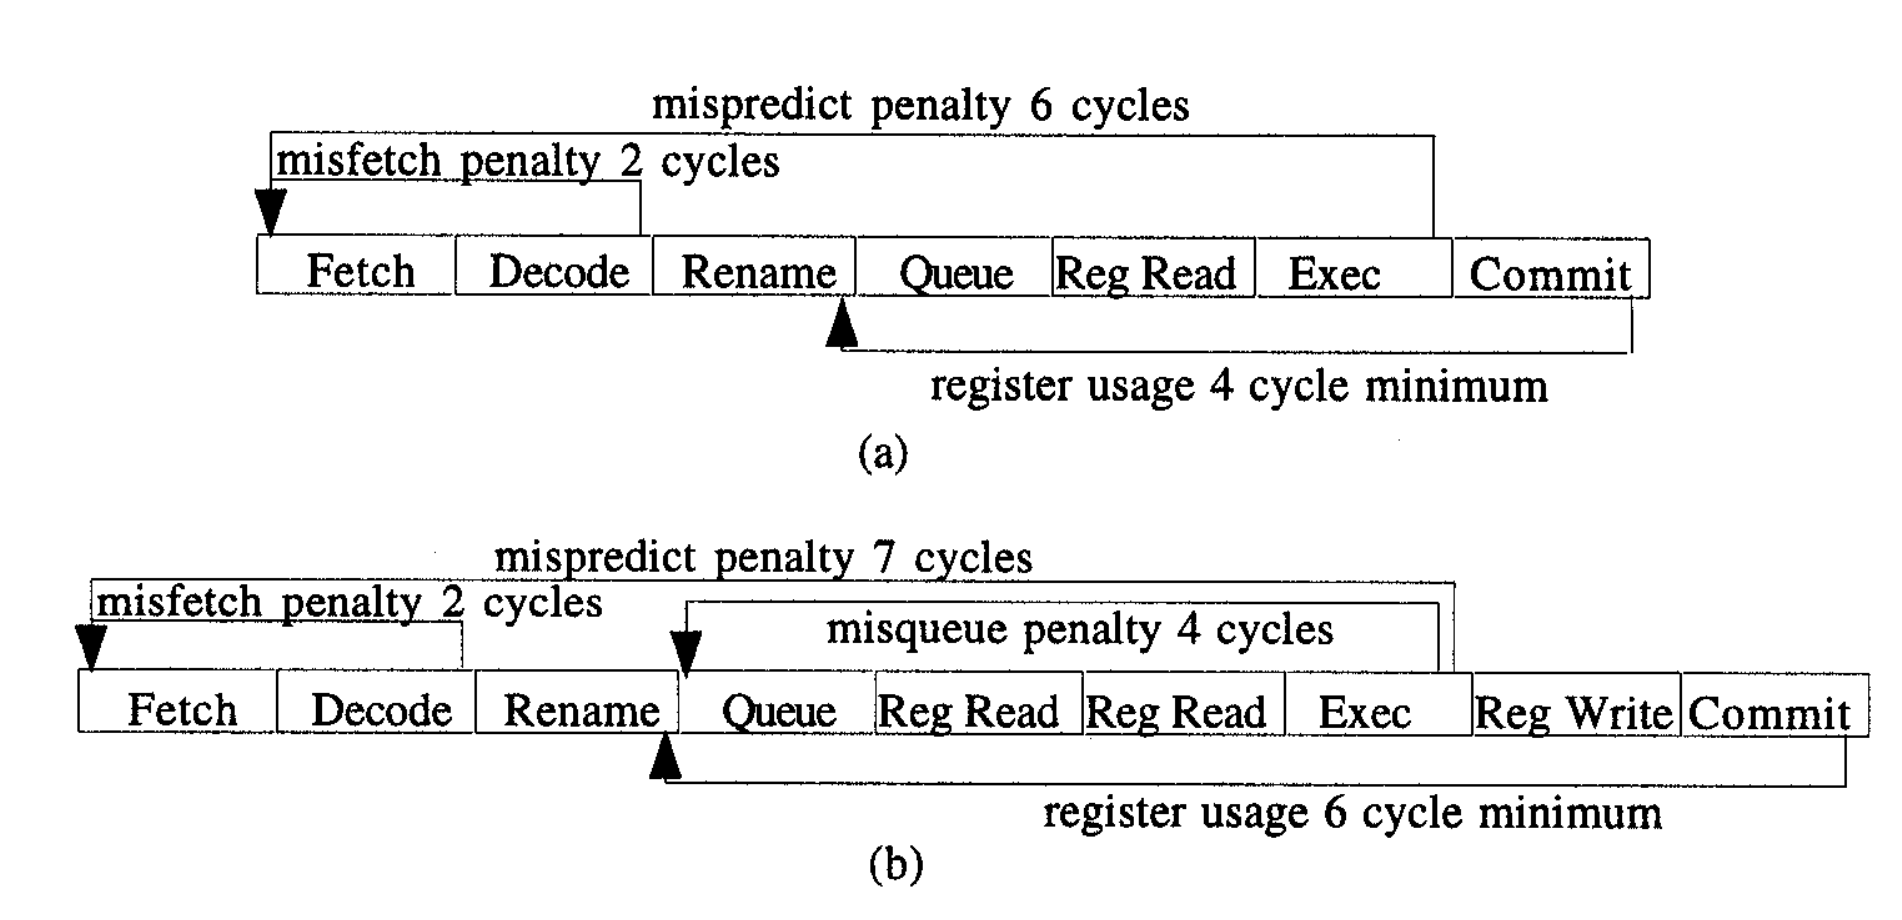 mispredict penalty 6 cycles
misfetch penalty 2 cycles
Fetch Decode Rename Queue Reg Read Exec Commit
register usage 4 cycle minimum
(a)
mispredict penalty 7 cycles
misfetch penalty 2 cycles
misqueue penalty 4 cycles
Fetch Decode Rename Queue Reg Read Reg Read Exec Reg Write Commit
register usage 6 cycle minimum
(b)